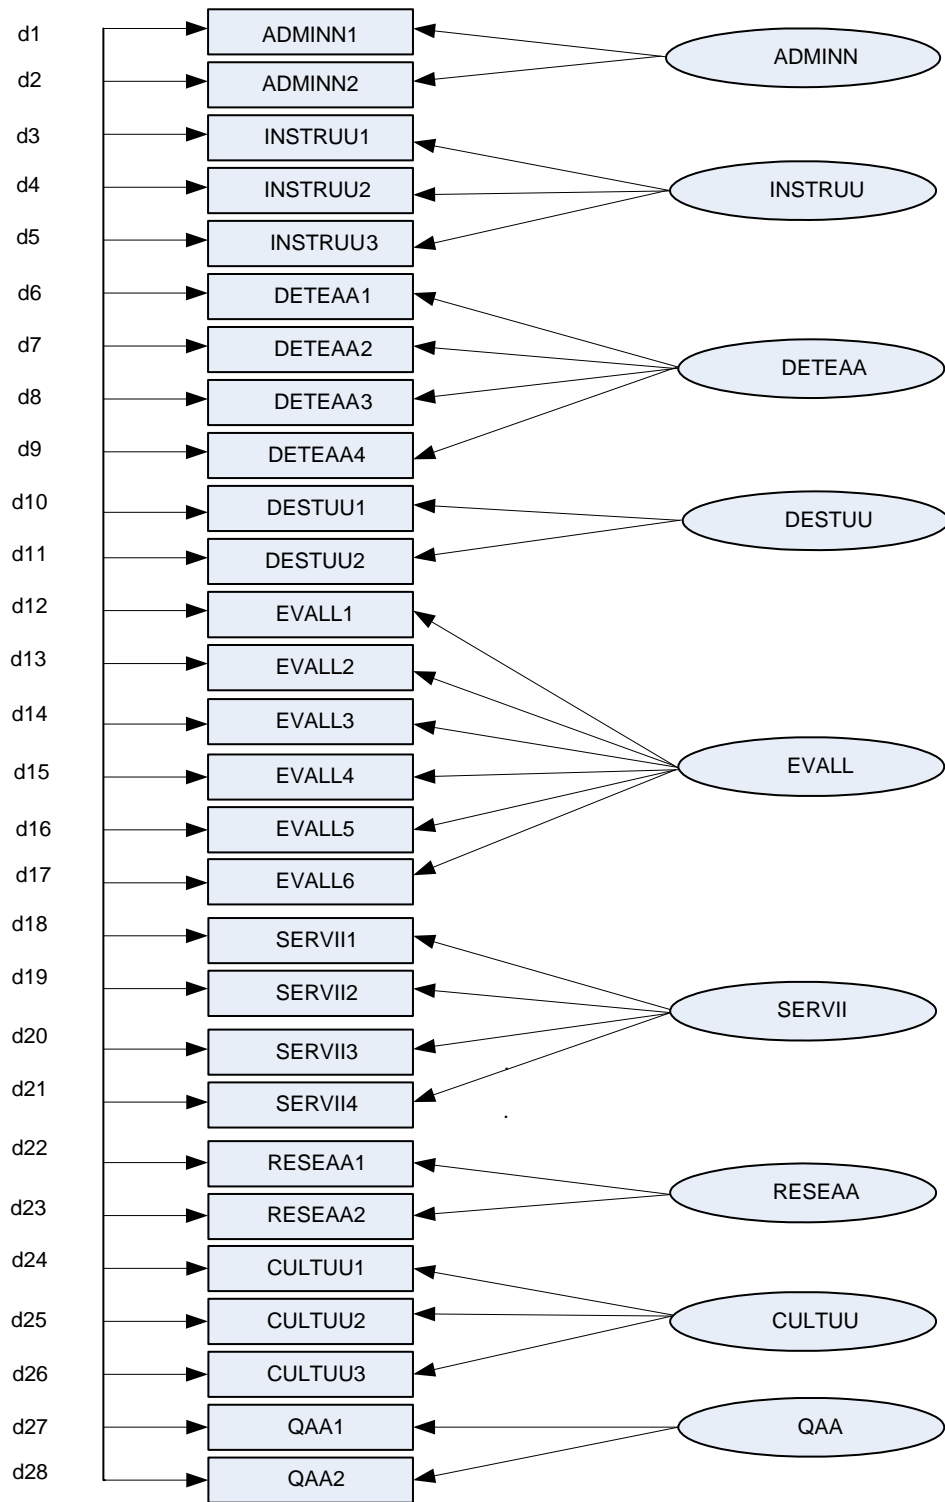 d1 ADMINN1 ADMINN
d2 ADMINN2
d3 INSTRUU1
d4 INSTRUU2 INSTRUU
d5 INSTRUU3
d6 DETEAA1
d7 DETEAA2 DETEAA
d8 DETEAA3
d9 DETEAA4
d10 DESTUU1 DESTUU
d11 DESTUU2
d12 EVALL1
d13 EVALL2
d14 EVALL3
d15 EVALL4 EVALL
d16 EVALL5
d17 EVALL6
d18 SERVII1
d19 SERVII2 SERVII
d20 SERVII3
d21 SERVII4
d22 RESEAA1 RESEAA
d23 RESEAA2
d24 CULTUU1
d25 CULTUU2 CULTUU
d26 CULTUU3
d27 QAA1 QAA
d28 QAA2